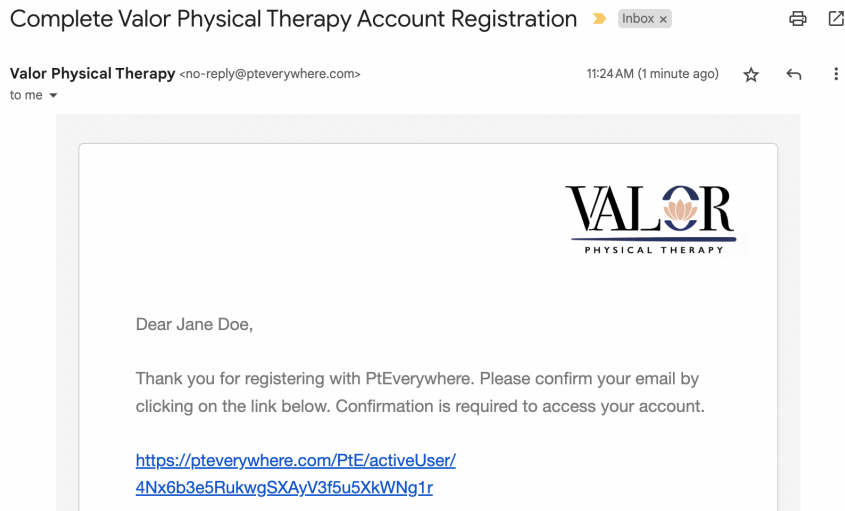 Complete Valor Physical Therapy Account Registration Inbox ×
Valor Physical Therapy <no-reply@pteverywhere.com> 11:24 AM (1 minute ago)
to me
VALOR
PHYSICAL THERAPY
Dear Jane Doe,
Thank you for registering with PtEverywhere. Please confirm your email by
clicking on the link below. Confirmation is required to access your account.
https://pteverywhere.com/PtE/activeUser/
4Nx6b3e5RukwgSXAyV3f5u5XkWNg1r